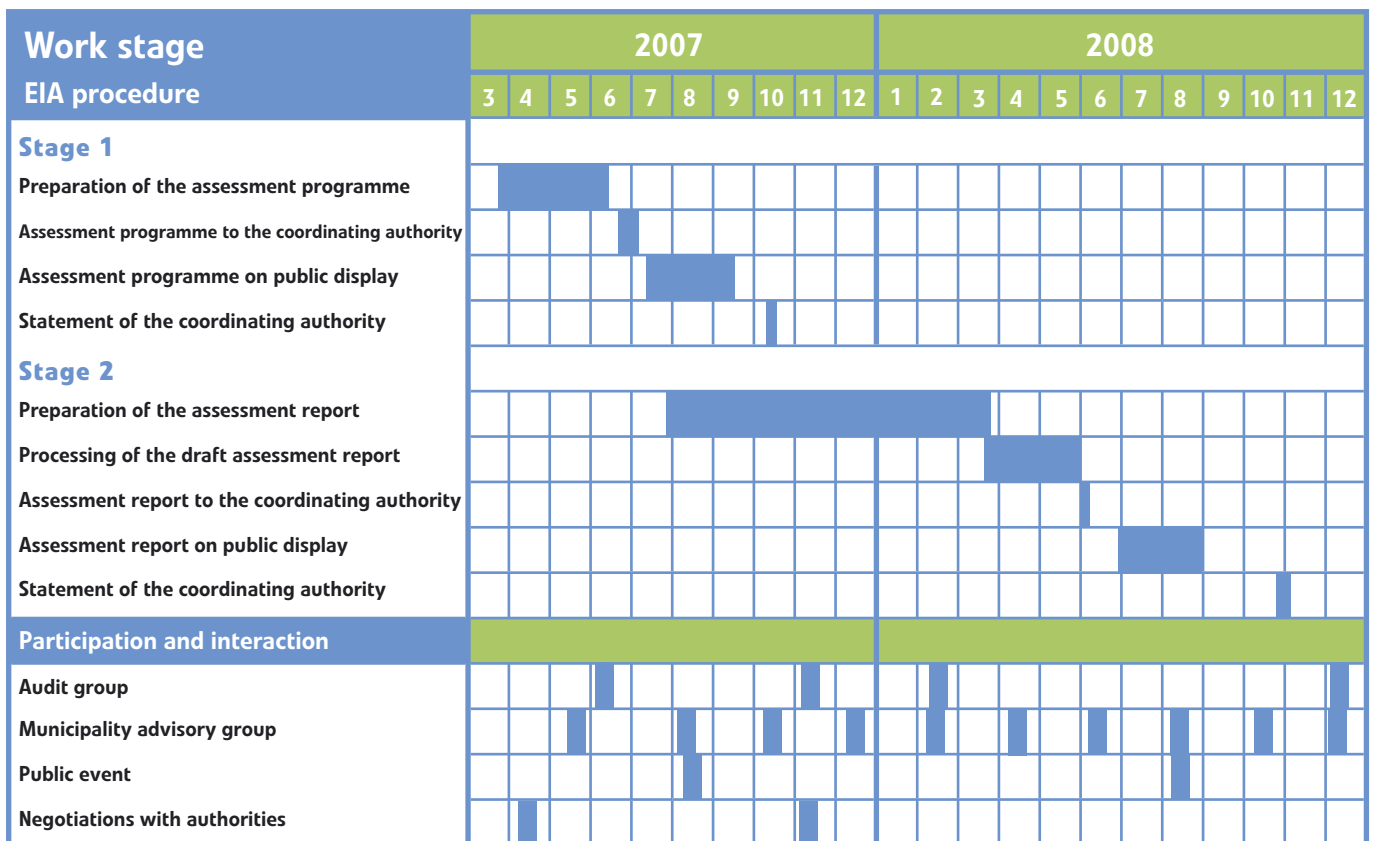 Work stage 2007 2008
EIA procedure 3 4 5 6 7 8 9 10 11 12 1 2 3 4 5 6 7 8 9 10 11 12
Stage 1
Preparation of the assessment programme
Assessment programme to the coordinating authority
Assessment programme on public display
Statement of the coordinating authority
Stage 2
Preparation of the assessment report
Processing of the draft assessment report
Assessment report to the coordinating authority
Assessment report on public display
Statement of the coordinating authority
Participation and interaction
Audit group
Municipality advisory group
Public event
Negotiations with authorities